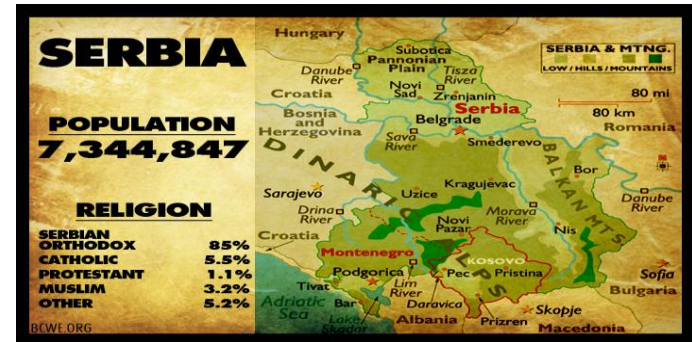 SERBIA
POPULATION
7,344,847
RELIGION
SERBIAN
ORTHODOX 85%
CATHOLIC 5.5%
PROTESTANT 1.1%
MUSLIM 3.2%
OTHER 5.2%
BCWE.ORG
Hungary
SERBIA & MTNG.
LOW / HILLS / MOUNTAINS
80 mi
80 km
Subotica
Pannonian
Plain
Danube
River
Tisza
River
Novi
Sad
Zrenjanin
Croatia
Serbia
Romania
Bosnia
and
Herzegovina
Belgrade
Sava
River
Smederevo
DINARIC ALPS
BALKAN MTS.
Bor
Sarajevo
Uzice
Kragujevac
Danube
River
Drina
River
Novi
Pazar
Morava
River
Nis
Croatia
Montenegro
KOSOVO
Podgorica
Lim
River
Pec
Pristina
Sofia
Bulgaria
Tivat
Bar
Adriatic
Sea
Lake
Skadar
Daravica
Albania
Prizren
Skopje
Macedonia